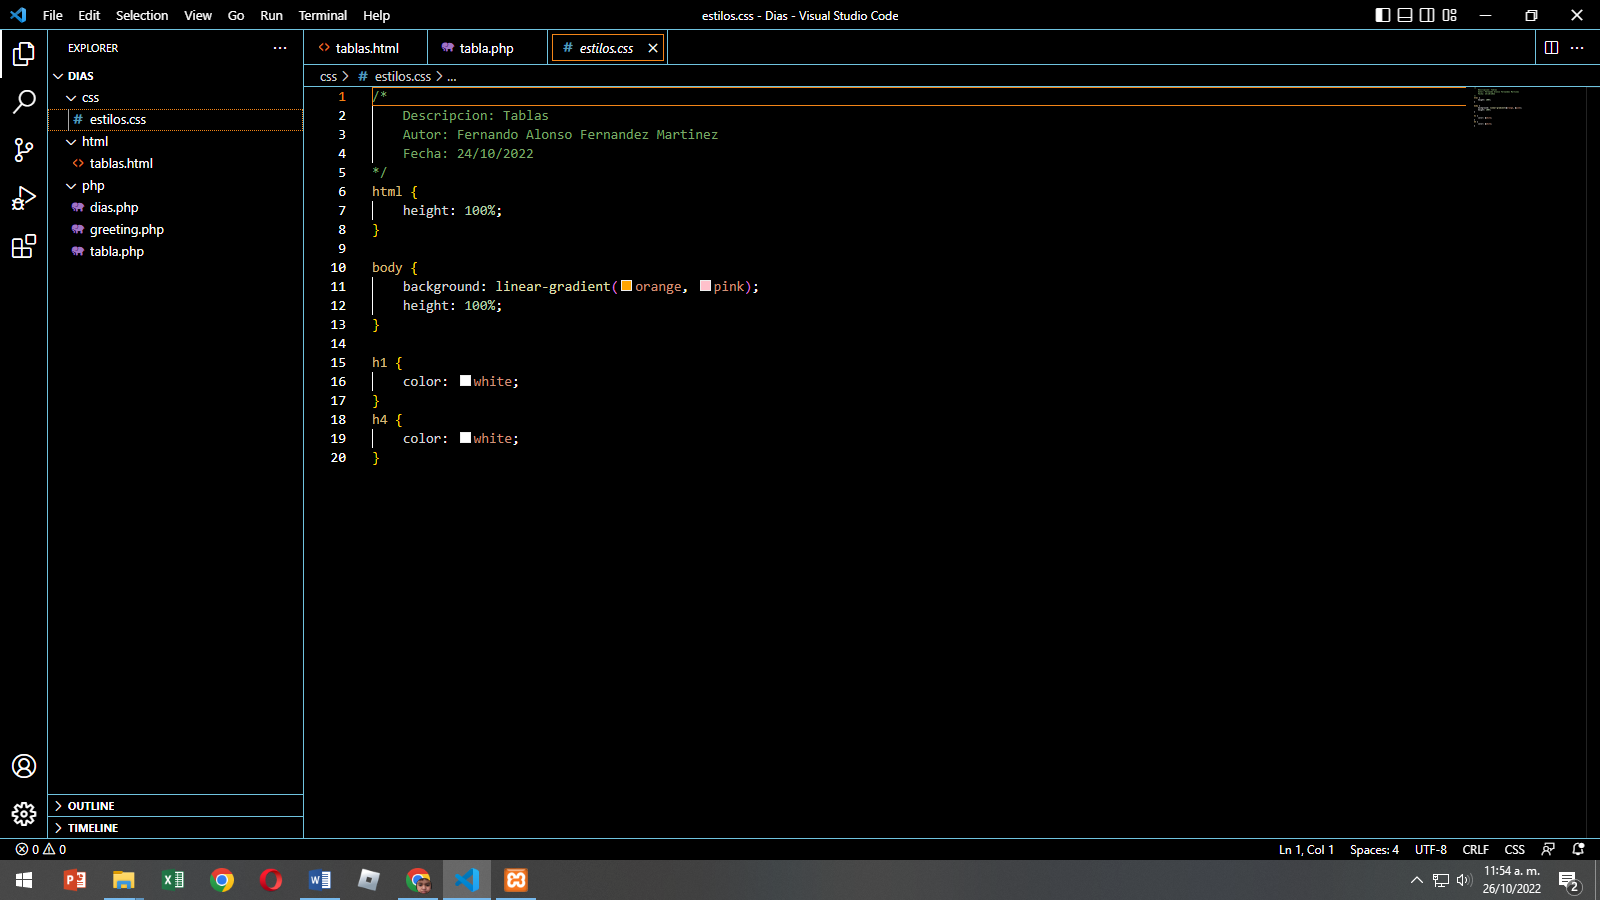 File Edit Selection View Go Run Terminal Help
estilos.css - Dias - Visual Studio Code
EXPLORER
DIAS
css
# estilos.css
html
<> tablas.html
php
dias.php
greeting.php
tabla.php
OUTLINE
TIMELINE
<> tablas.html tabla.php # estilos.css
css > # estilos.css > ...
1 /*
2 Descripcion: Tablas
3 Autor: Fernando Alonso Fernandez Martinez
4 Fecha: 24/10/2022
5 */
6 html {
7 height: 100%;
8 }
9
10 body {
11 background: linear-gradient(orange, pink);
12 height: 100%;
13 }
14
15 h1 {
16 color: white;
17 }
18 h4 {
19 color: white;
20 }
0 0
Ln 1, Col 1 Spaces: 4 UTF-8 CRLF CSS
11:54 a. m.
26/10/2022
2